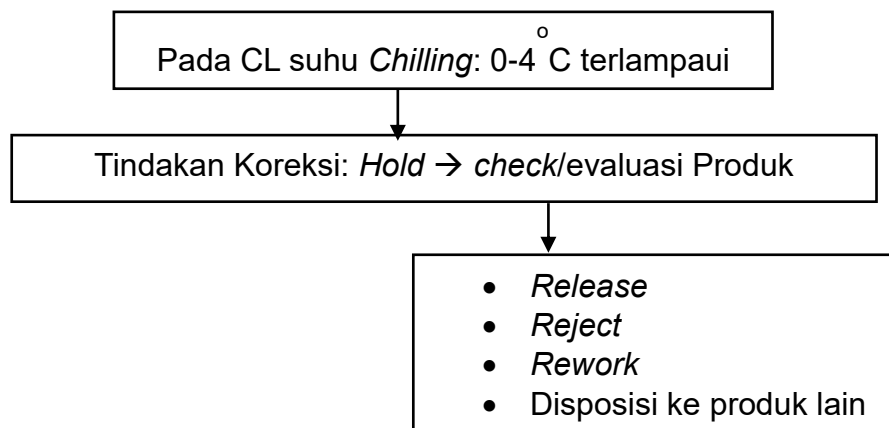 Pada CL suhu Chilling: 0-4 °C terlampaui
Tindakan Koreksi: Hold → check/evaluasi Produk
• Release
• Reject
• Rework
• Disposisi ke produk lain